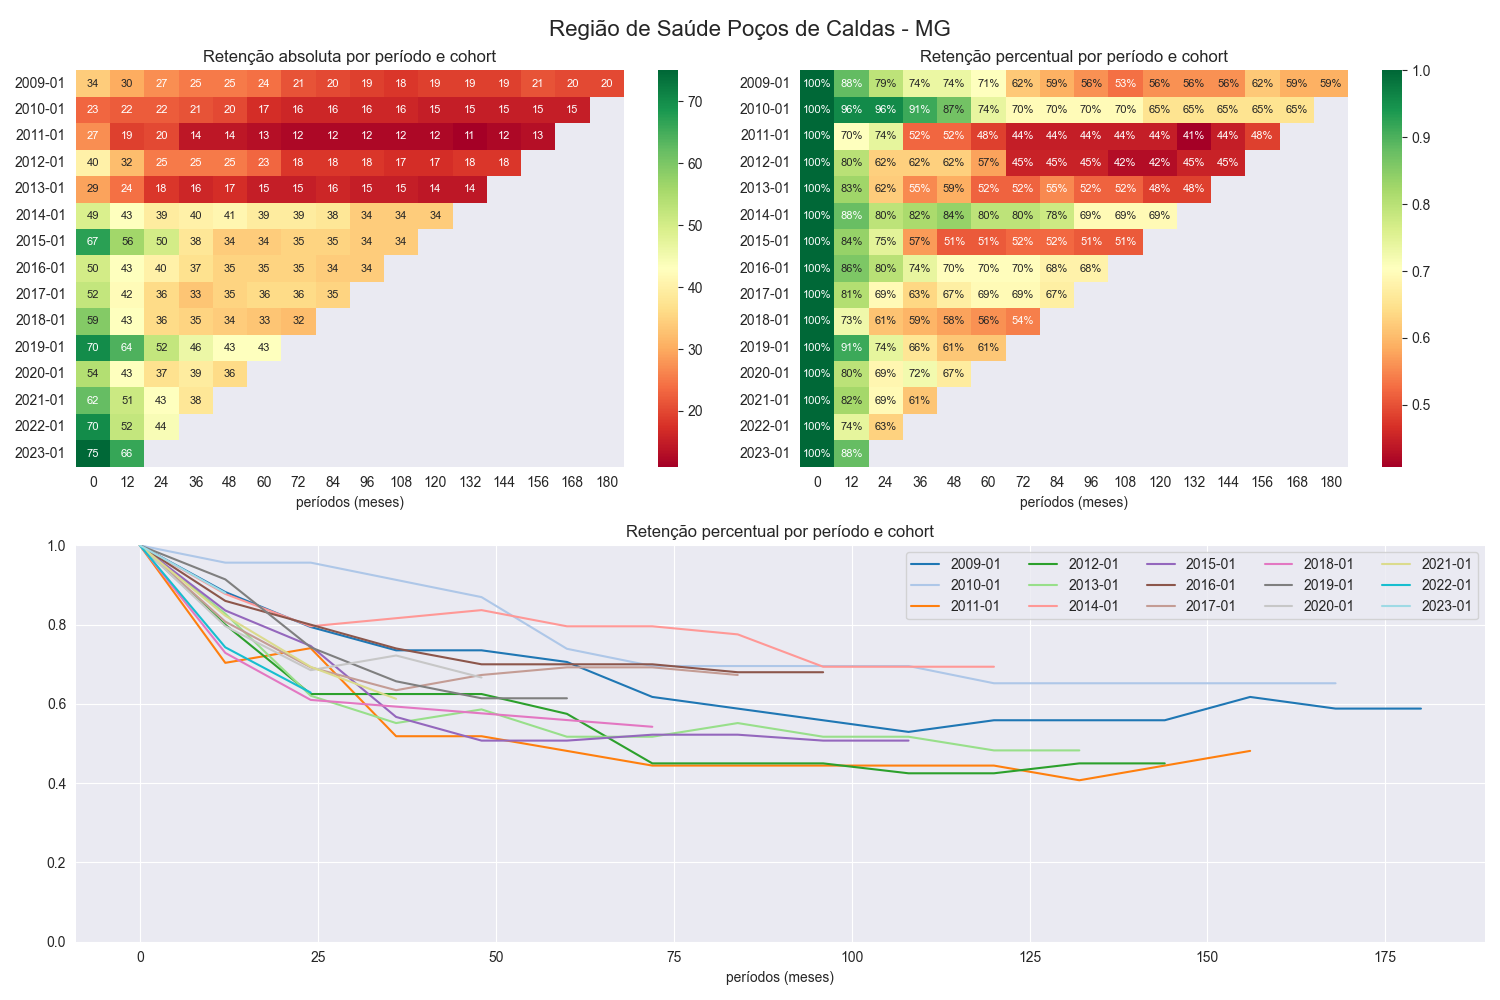 Região de Saúde Poços de Caldas - MG
Retenção absoluta por período e cohort
2009-01 34 30 27 25 25 24 21 20 19 18 19 19 19 21 20 20
2010-01 23 22 22 21 20 17 16 16 16 16 15 15 15 15 15
2011-01 27 19 20 14 14 13 12 12 12 12 12 11 12 13
2012-01 40 32 25 25 25 23 18 18 18 17 17 18 18
2013-01 29 24 18 16 17 15 15 16 15 15 14 14
2014-01 49 43 39 40 41 39 39 38 34 34 34
2015-01 67 56 50 38 34 34 35 35 34 34
2016-01 50 43 40 37 35 35 35 34 34
2017-01 52 42 36 33 35 36 36 35
2018-01 59 43 36 35 34 33 32
2019-01 70 64 52 46 43 43
2020-01 54 43 37 39 36
2021-01 62 51 43 38
2022-01 70 52 44
2023-01 75 66
0 12 24 36 48 60 72 84 96 108 120 132 144 156 168 180
períodos (meses)
70
60
50
40
30
20
Retenção percentual por período e cohort
2009-01 100% 88% 79% 74% 74% 71% 62% 59% 56% 53% 56% 56% 56% 62% 59% 59%
2010-01 100% 96% 96% 91% 87% 74% 70% 70% 70% 70% 65% 65% 65% 65% 65%
2011-01 100% 70% 74% 52% 52% 48% 44% 44% 44% 44% 44% 41% 44% 48%
2012-01 100% 80% 62% 62% 62% 57% 45% 45% 45% 42% 42% 45% 45%
2013-01 100% 83% 62% 55% 59% 52% 52% 55% 52% 52% 48% 48%
2014-01 100% 88% 80% 82% 84% 80% 80% 78% 69% 69% 69%
2015-01 100% 84% 75% 57% 51% 51% 52% 52% 51% 51%
2016-01 100% 86% 80% 74% 70% 70% 70% 68% 68%
2017-01 100% 81% 69% 63% 67% 69% 69% 67%
2018-01 100% 73% 61% 59% 58% 56% 54%
2019-01 100% 91% 74% 66% 61% 61%
2020-01 100% 80% 69% 72% 67%
2021-01 100% 82% 69% 61%
2022-01 100% 74% 63%
2023-01 100% 88%
0 12 24 36 48 60 72 84 96 108 120 132 144 156 168 180
períodos (meses)
1.0
0.9
0.8
0.7
0.6
0.5
Retenção percentual por período e cohort
1.0
0.8
0.6
0.4
0.2
0.0
2009-01 2012-01 2015-01 2018-01 2021-01
2010-01 2013-01 2016-01 2019-01 2022-01
2011-01 2014-01 2017-01 2020-01 2023-01
0 25 50 75 100 125 150 175
períodos (meses)